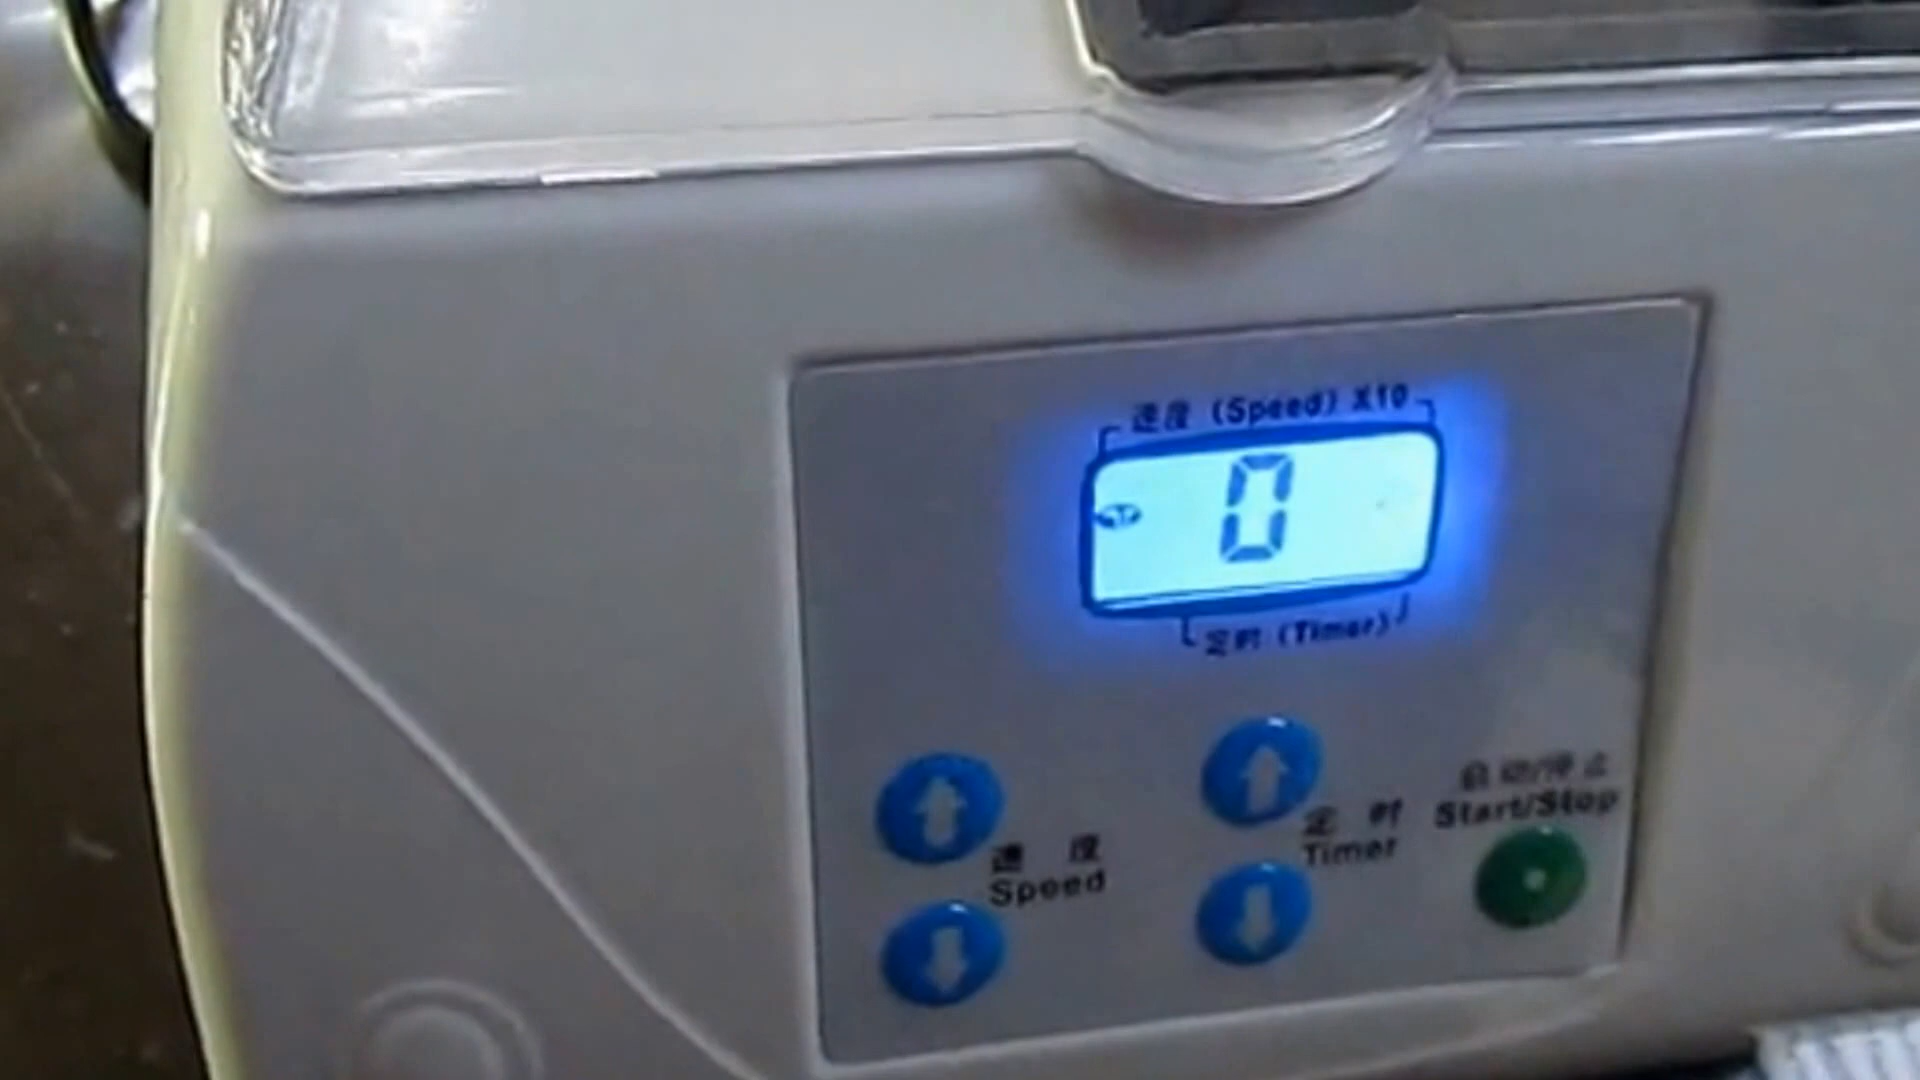 速度 (Speed) X10
0
定时 (Timer)
速 度
Speed
定 时
Timer
启动/停止
Start/Stop